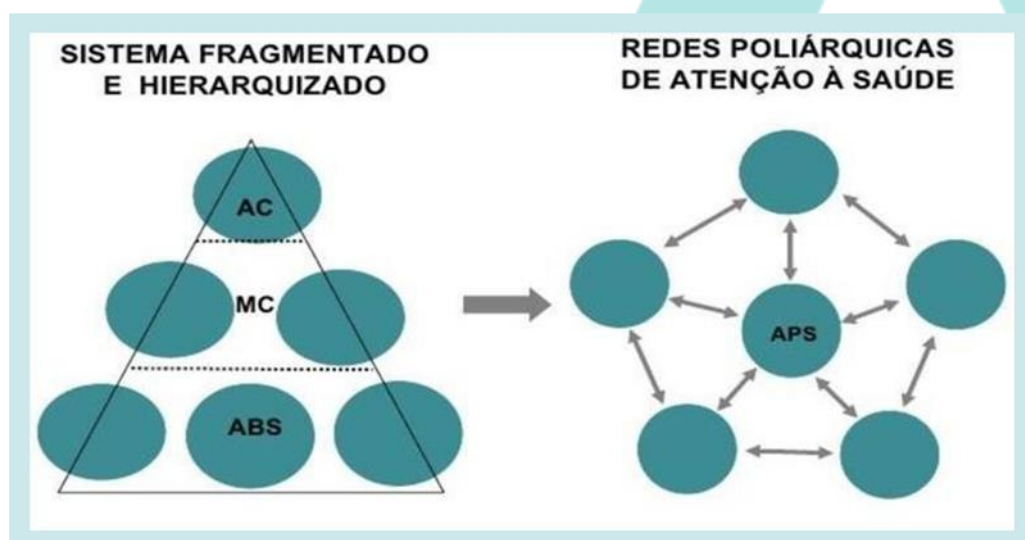 SISTEMA FRAGMENTADO
E HIERARQUIZADO
REDES POLIÁRQUICAS
DE ATENÇÃO À SAÚDE
AC
MC
ABS
APS